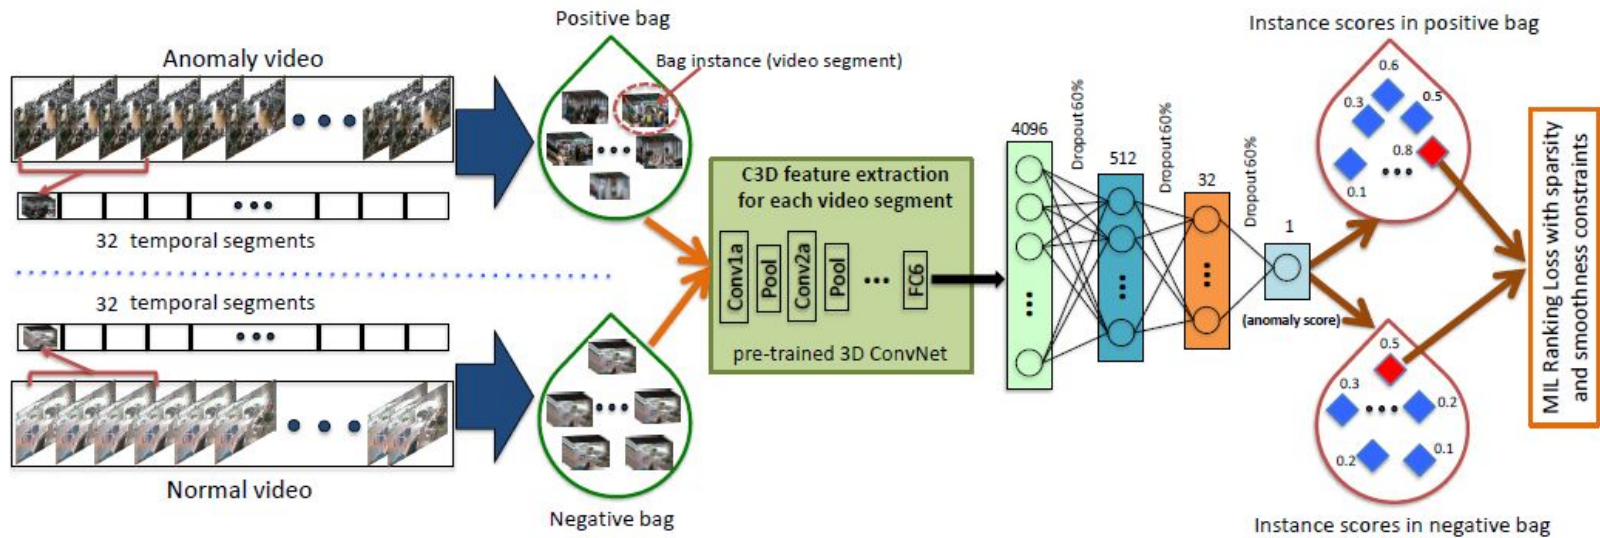 Anomaly video
32 temporal segments
32 temporal segments
Normal video
Positive bag
Bag instance (video segment)
Negative bag
C3D feature extraction
for each video segment
Conv1a
Pool
Conv2a
Pool
FC6
pre-trained 3D ConvNet
4096
Dropout 60%
512
Dropout 60%
32
Dropout 60%
1
(anomaly score)
Instance scores in positive bag
0.6
0.3
0.5
0.8
0.1
0.5
0.3
0.2
0.2
0.1
Instance scores in negative bag
MIL Ranking Loss with sparsity
and smoothness constraints